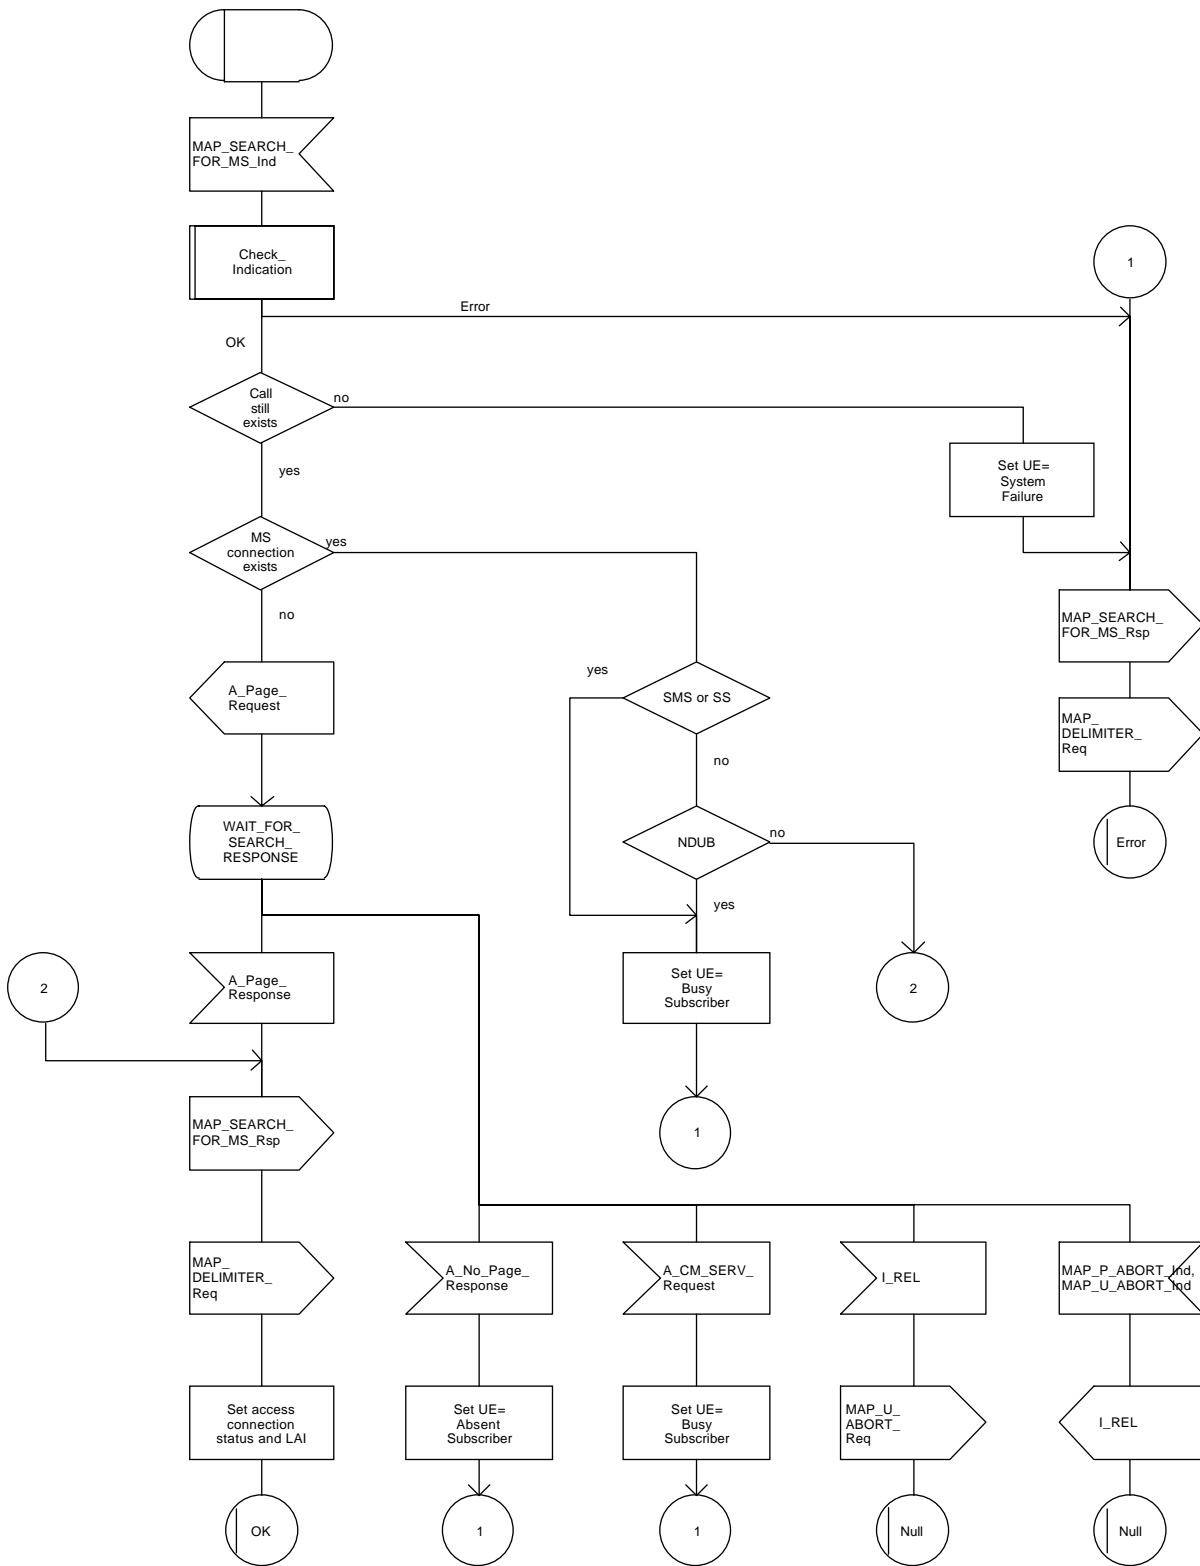 MAP_SEARCH_
FOR_MS_Ind
Check_
Indication
1
Error
OK
Call
still
exists
no
Set UE=
System
Failure
yes
MS
connection
exists
yes
no
MAP_SEARCH_
FOR_MS_Rsp
A_Page_
Request
yes
SMS or SS
MAP_
DELIMITER_
Req
no
WAIT_FOR_
SEARCH_
RESPONSE
NDUB
no
Error
yes
2
A_Page_
Response
Set UE=
Busy
Subscriber
2
MAP_SEARCH_
FOR_MS_Rsp
1
MAP_
DELIMITER_
Req
A_No_Page_
Response
A_CM_SERV_
Request
I_REL
MAP_P_ABORT_Ind,
MAP_U_ABORT_Ind
Set access
connection
status and LAI
Set UE=
Absent
Subscriber
Set UE=
Busy
Subscriber
MAP_U_
ABORT_
Req
I_REL
OK
1
1
Null
Null